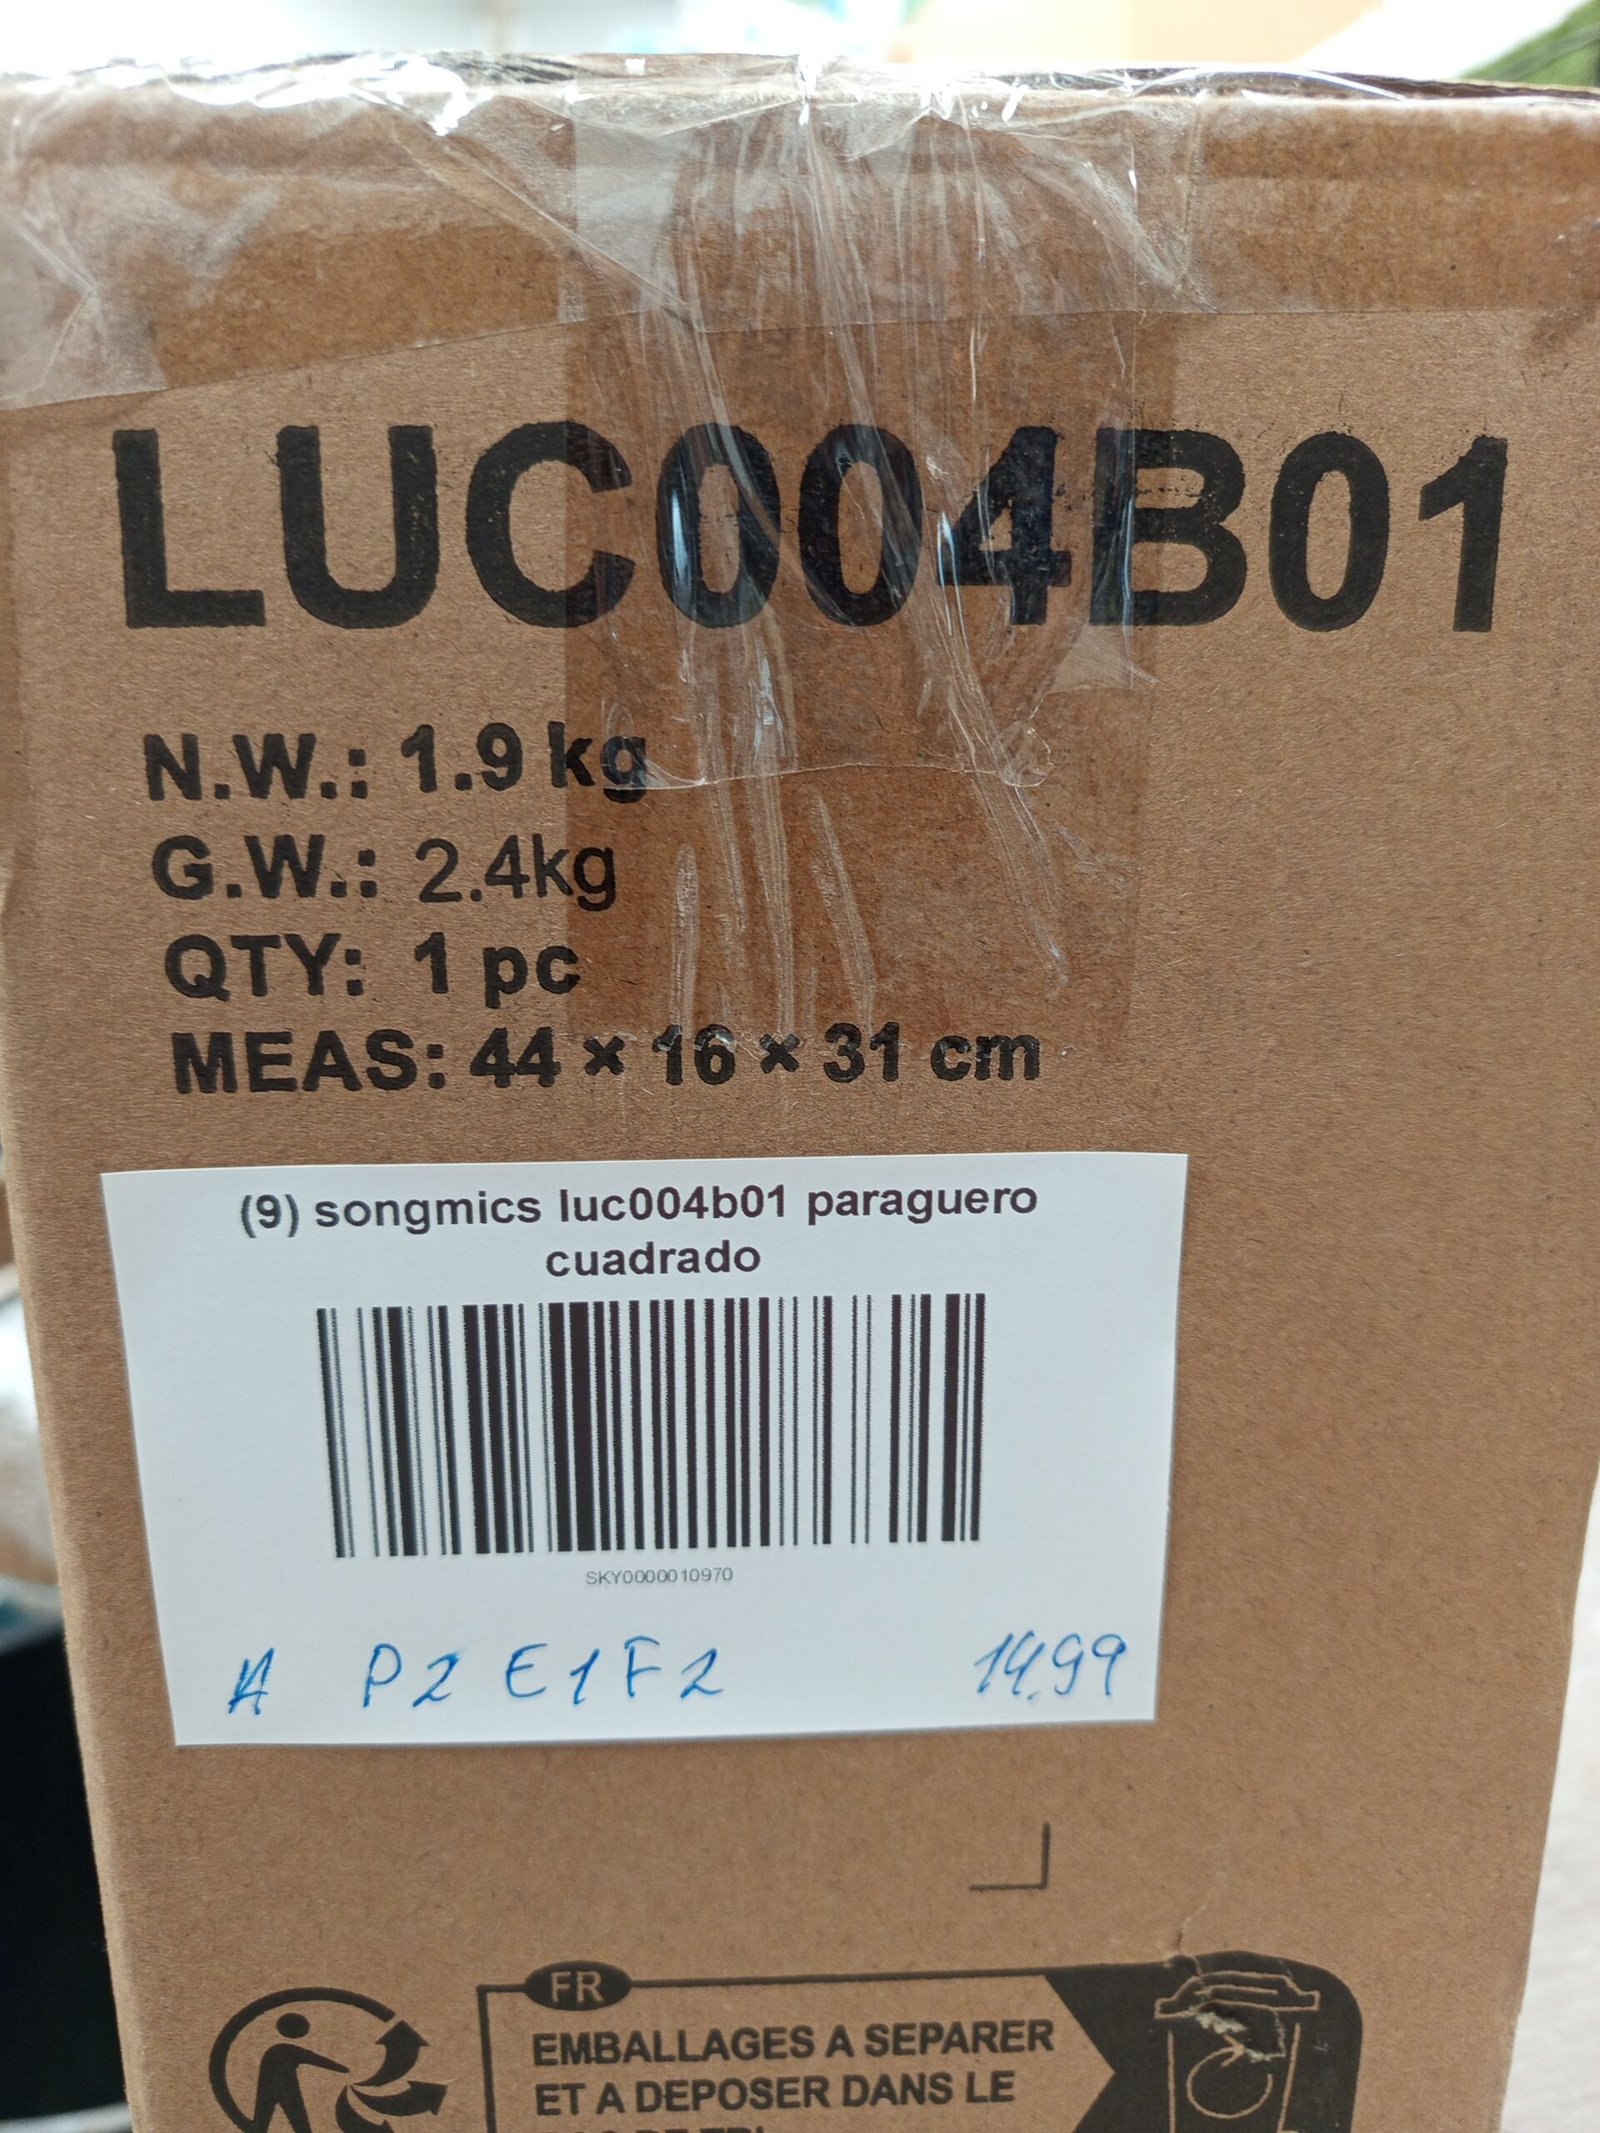 LUC004B01
N.W.: 1.9 kg
G.W.: 2.4kg
QTY: 1 pc
MEAS: 44 × 16 × 31 cm
(9) songmics luc004b01 paraguero
cuadrado
SKY0000010970
A P2 E1F2 14.99
FR
EMBALLAGES A SEPARER
ET A DEPOSER DANS LE